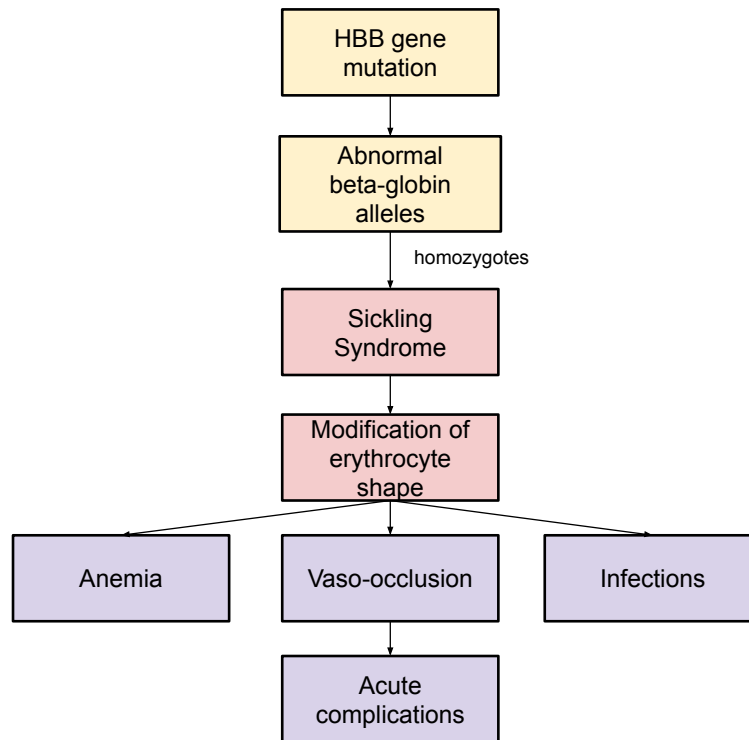 HBB gene
mutation
Abnormal
beta-globin
alleles
homozygotes
Sickling
Syndrome
Modification of
erythrocyte
shape
Anemia
Vaso-occlusion
Infections
Acute
complications